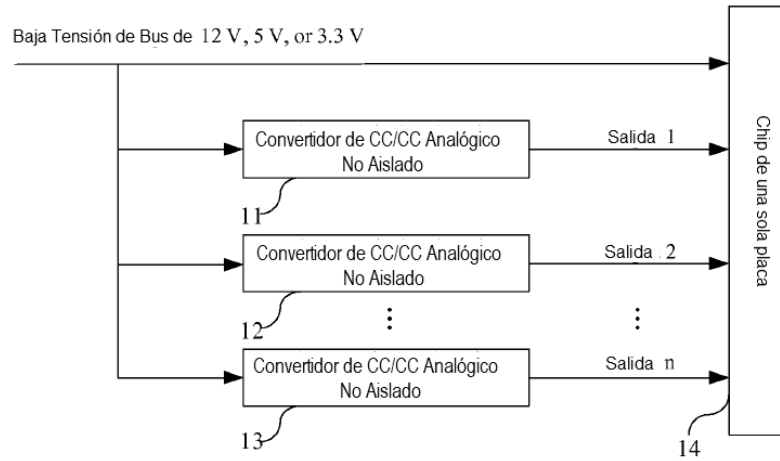 Baja Tensión de Bus de 12 V, 5 V, or 3.3 V
Convertidor de CC/CC Analógico
No Aislado
Salida 1
11
Convertidor de CC/CC Analógico
No Aislado
Salida 2
12
Convertidor de CC/CC Analógico
No Aislado
Salida n
13
Chip de una sola placa
14